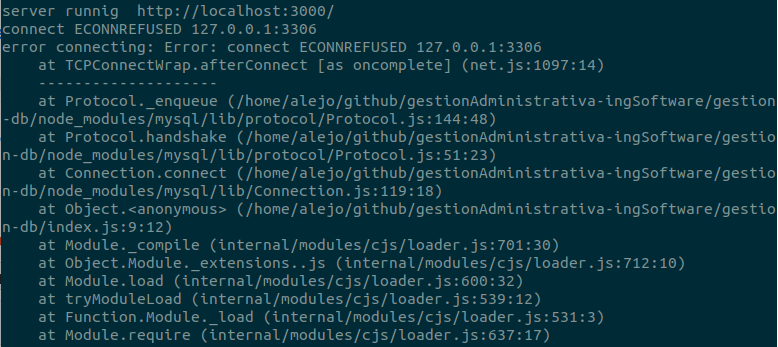 server runnig  http://localhost:3000/
connect ECONNREFUSED 127.0.0.1:3306
error connecting: Error: connect ECONNREFUSED 127.0.0.1:3306
    at TCPConnectWrap.afterConnect [as oncomplete] (net.js:1097:14)
    --------------------
    at Protocol._enqueue (/home/alejo/github/gestionAdministrativa-ingSoftware/gestion
-db/node_modules/mysql/lib/protocol/Protocol.js:144:48)
    at Protocol.handshake (/home/alejo/github/gestionAdministrativa-ingSoftware/gestio
n-db/node_modules/mysql/lib/protocol/Protocol.js:51:23)
    at Connection.connect (/home/alejo/github/gestionAdministrativa-ingSoftware/gestio
n-db/node_modules/mysql/lib/Connection.js:119:18)
    at Object.<anonymous> (/home/alejo/github/gestionAdministrativa-ingSoftware/gestio
n-db/index.js:9:12)
    at Module._compile (internal/modules/cjs/loader.js:701:30)
    at Object.Module._extensions..js (internal/modules/cjs/loader.js:712:10)
    at Module.load (internal/modules/cjs/loader.js:600:32)
    at tryModuleLoad (internal/modules/cjs/loader.js:539:12)
    at Function.Module._load (internal/modules/cjs/loader.js:531:3)
    at Module.require (internal/modules/cjs/loader.js:637:17)